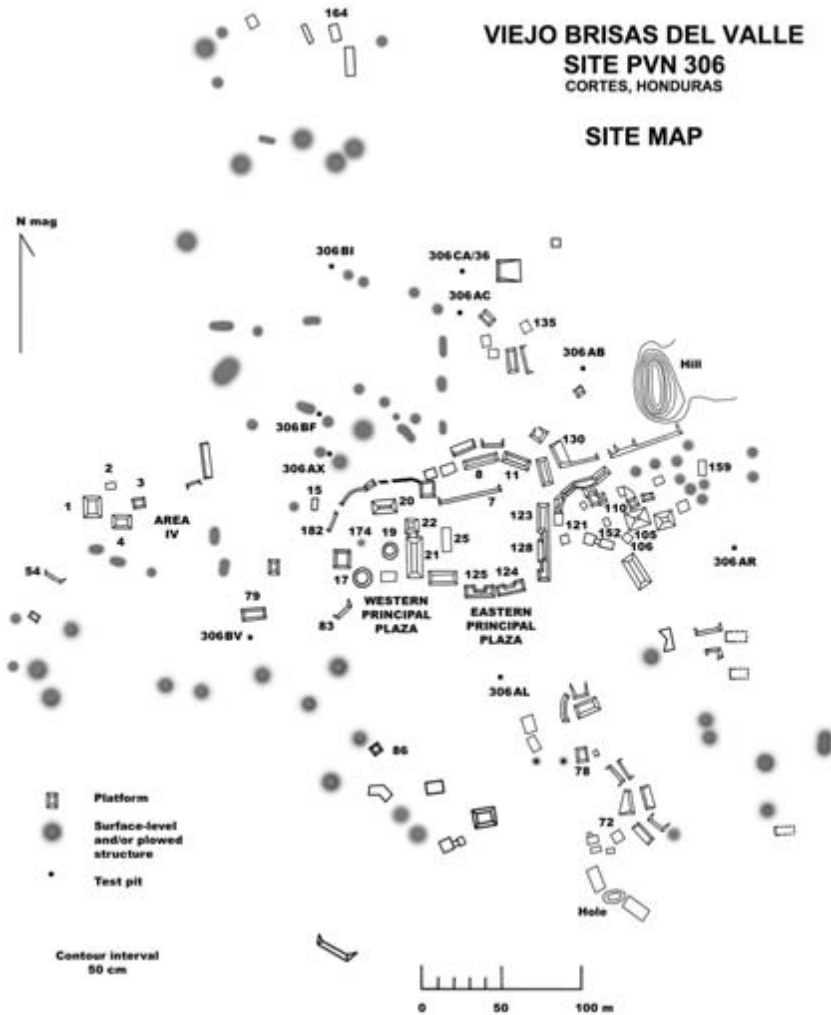 164
VIEJO BRISAS DEL VALLE
SITE PVN 306
CORTES, HONDURAS
SITE MAP
N mag
306BI
306CA/36
306AC
135
306AB
Hill
306BF
130
306AX
8
11
159
2
3
1
4
AREA
IV
15
20
7
182
174
19
22
25
21
123
128
121
110
152
105
106
306AR
54
79
17
125
124
83
WESTERN
PRINCIPAL
PLAZA
EASTERN
PRINCIPAL
PLAZA
306BV
306AL
86
78
72
Hole
Platform
Surface-level
and/or plowed
structure
Test pit
Contour interval
50 cm
0 50 100 m